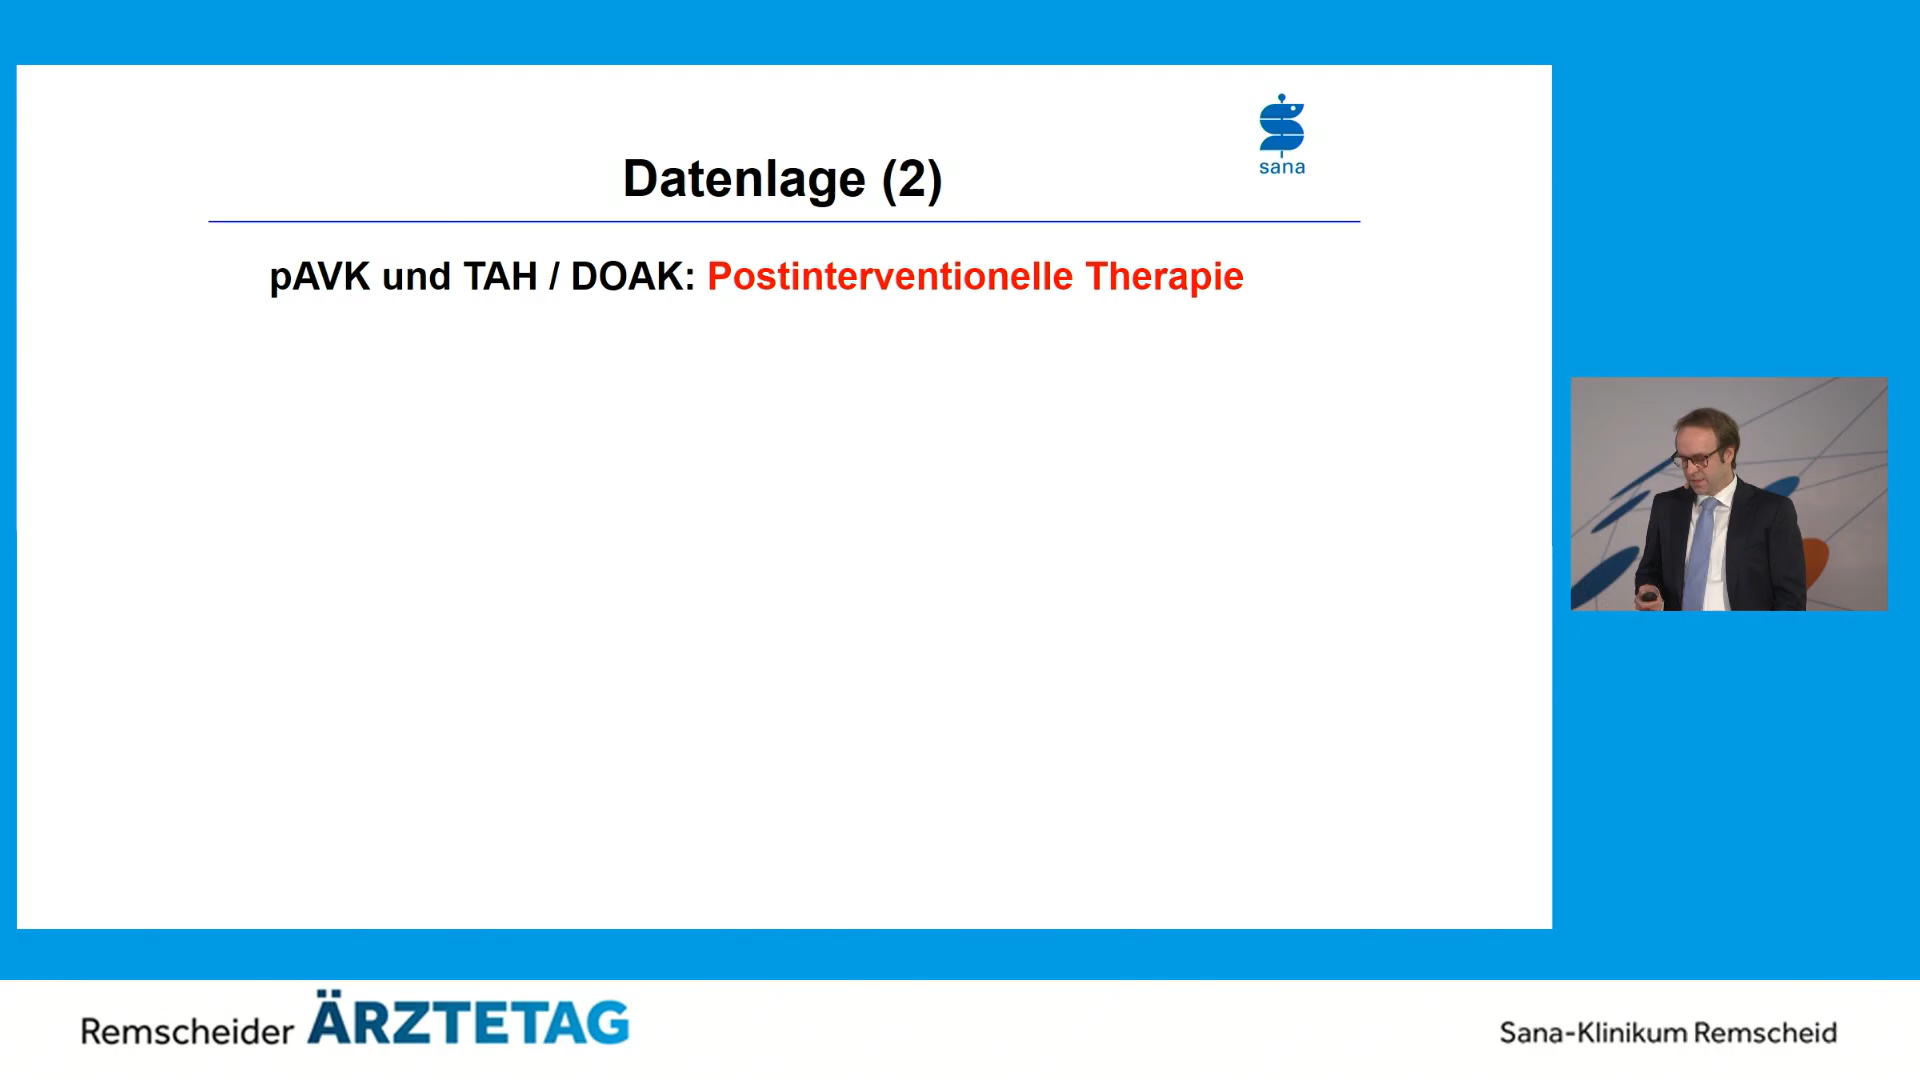 sana
Datenlage (2)
pAVK und TAH / DOAK: Postinterventionelle Therapie
Remscheider ÄRZTETAG
Sana-Klinikum Remscheid